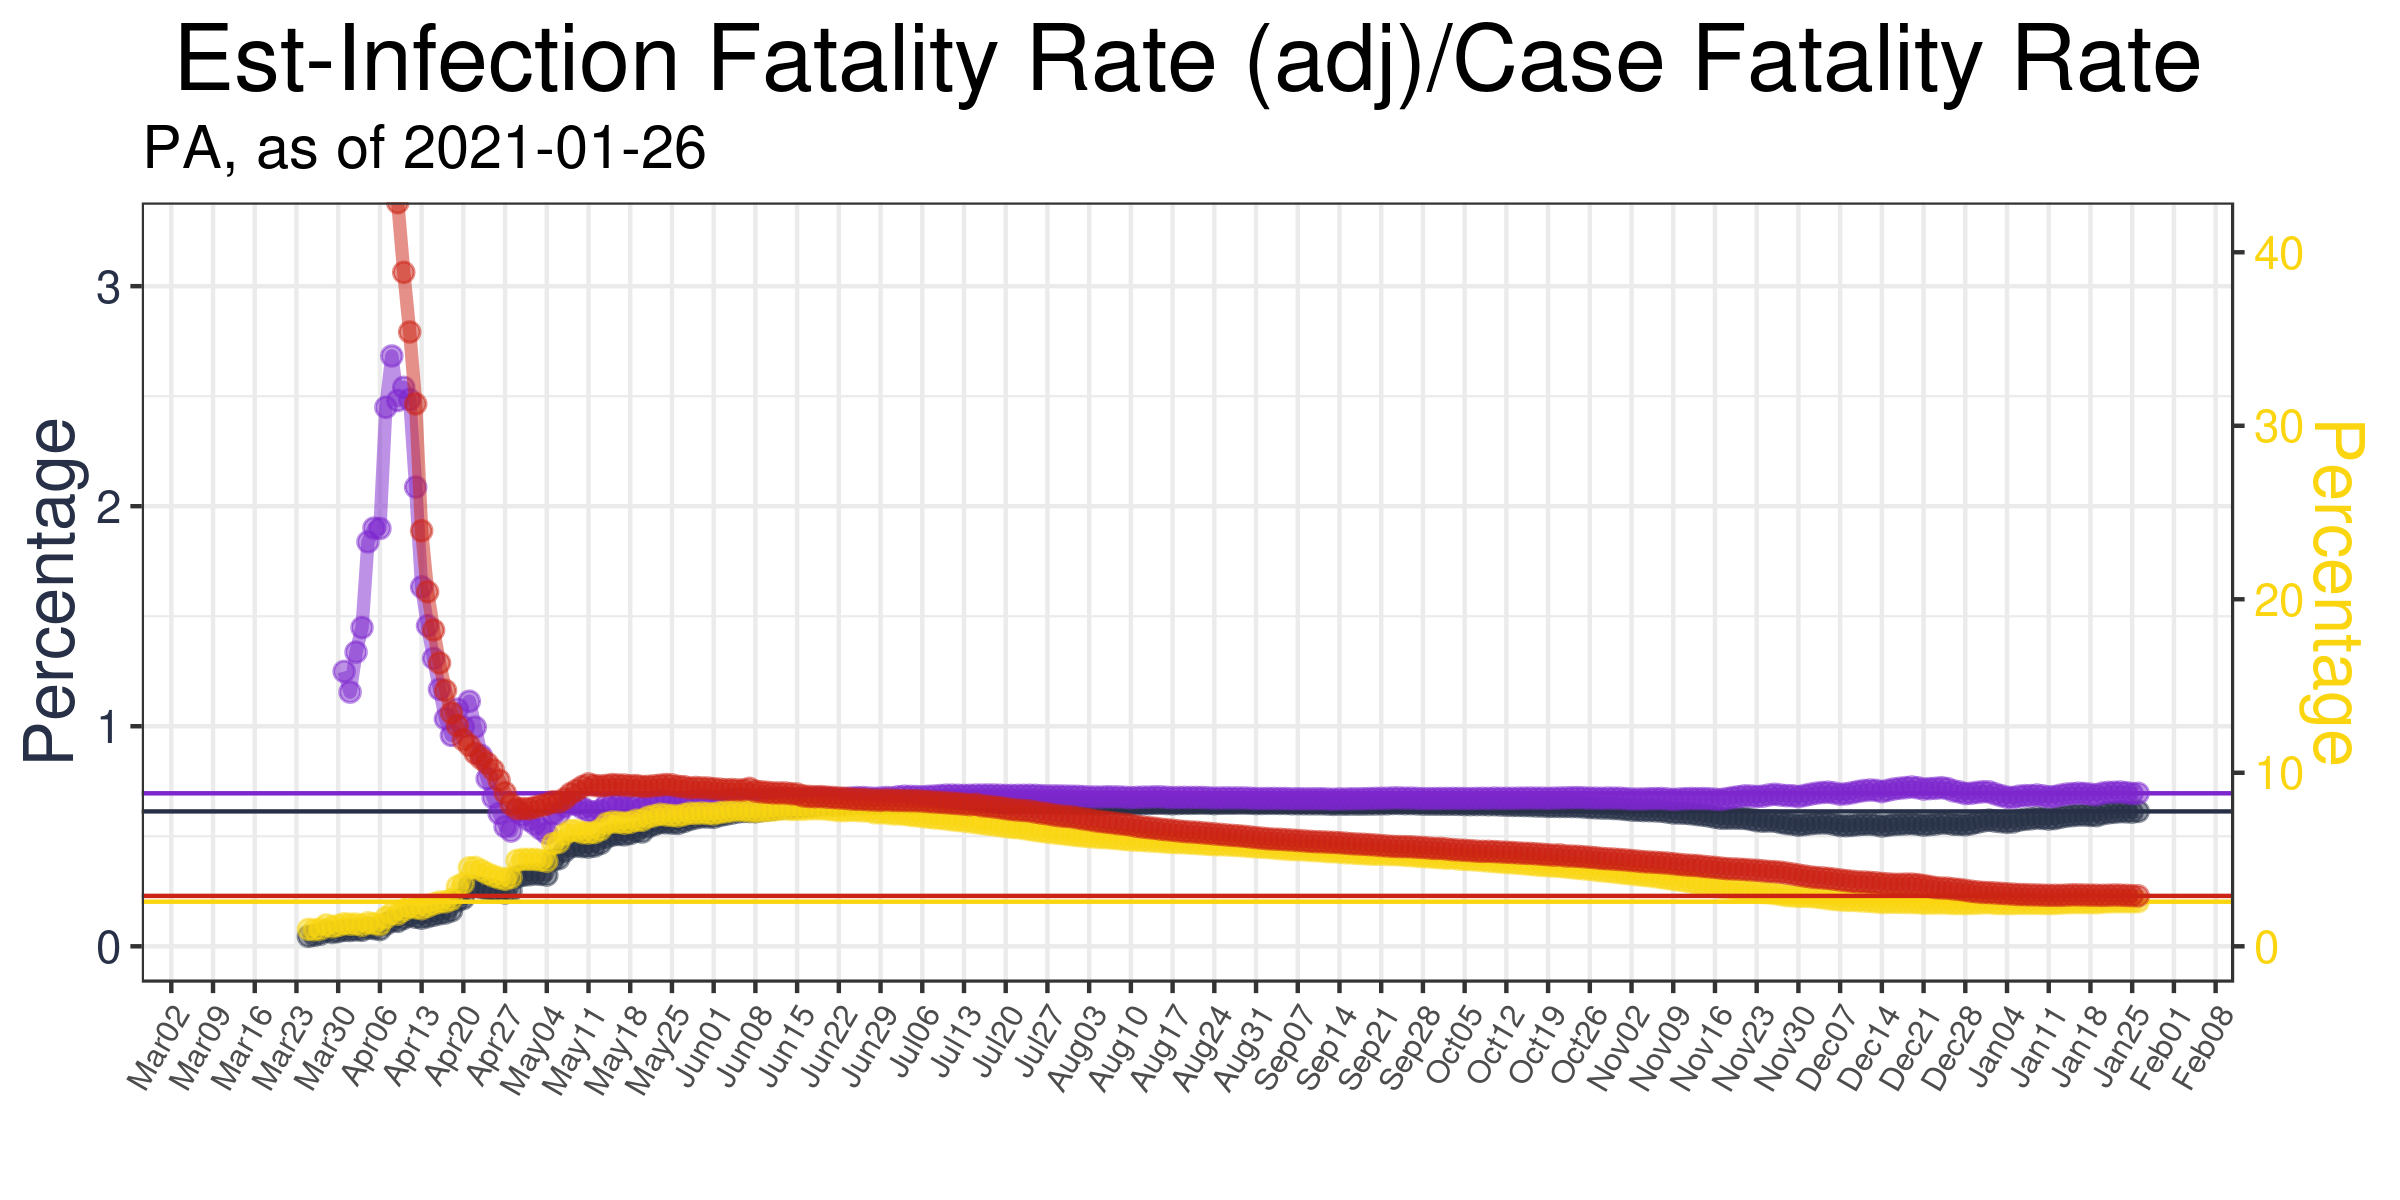 Est-Infection Fatality Rate (adj)/Case Fatality Rate
PA, as of 2021-01-26
Percentage
3
2
1
0
40
30
20
10
0
Percentage
Mar02
Mar09
Mar16
Mar23
Mar30
Apr06
Apr13
Apr20
Apr27
May04
May11
May18
May25
Jun01
Jun08
Jun15
Jun22
Jun29
Jul06
Jul13
Jul20
Jul27
Aug03
Aug10
Aug17
Aug24
Aug31
Sep07
Sep14
Sep21
Sep28
Oct05
Oct12
Oct19
Oct26
Nov02
Nov09
Nov16
Nov23
Nov30
Dec07
Dec14
Dec21
Dec28
Jan04
Jan11
Jan18
Jan25
Feb01
Feb08